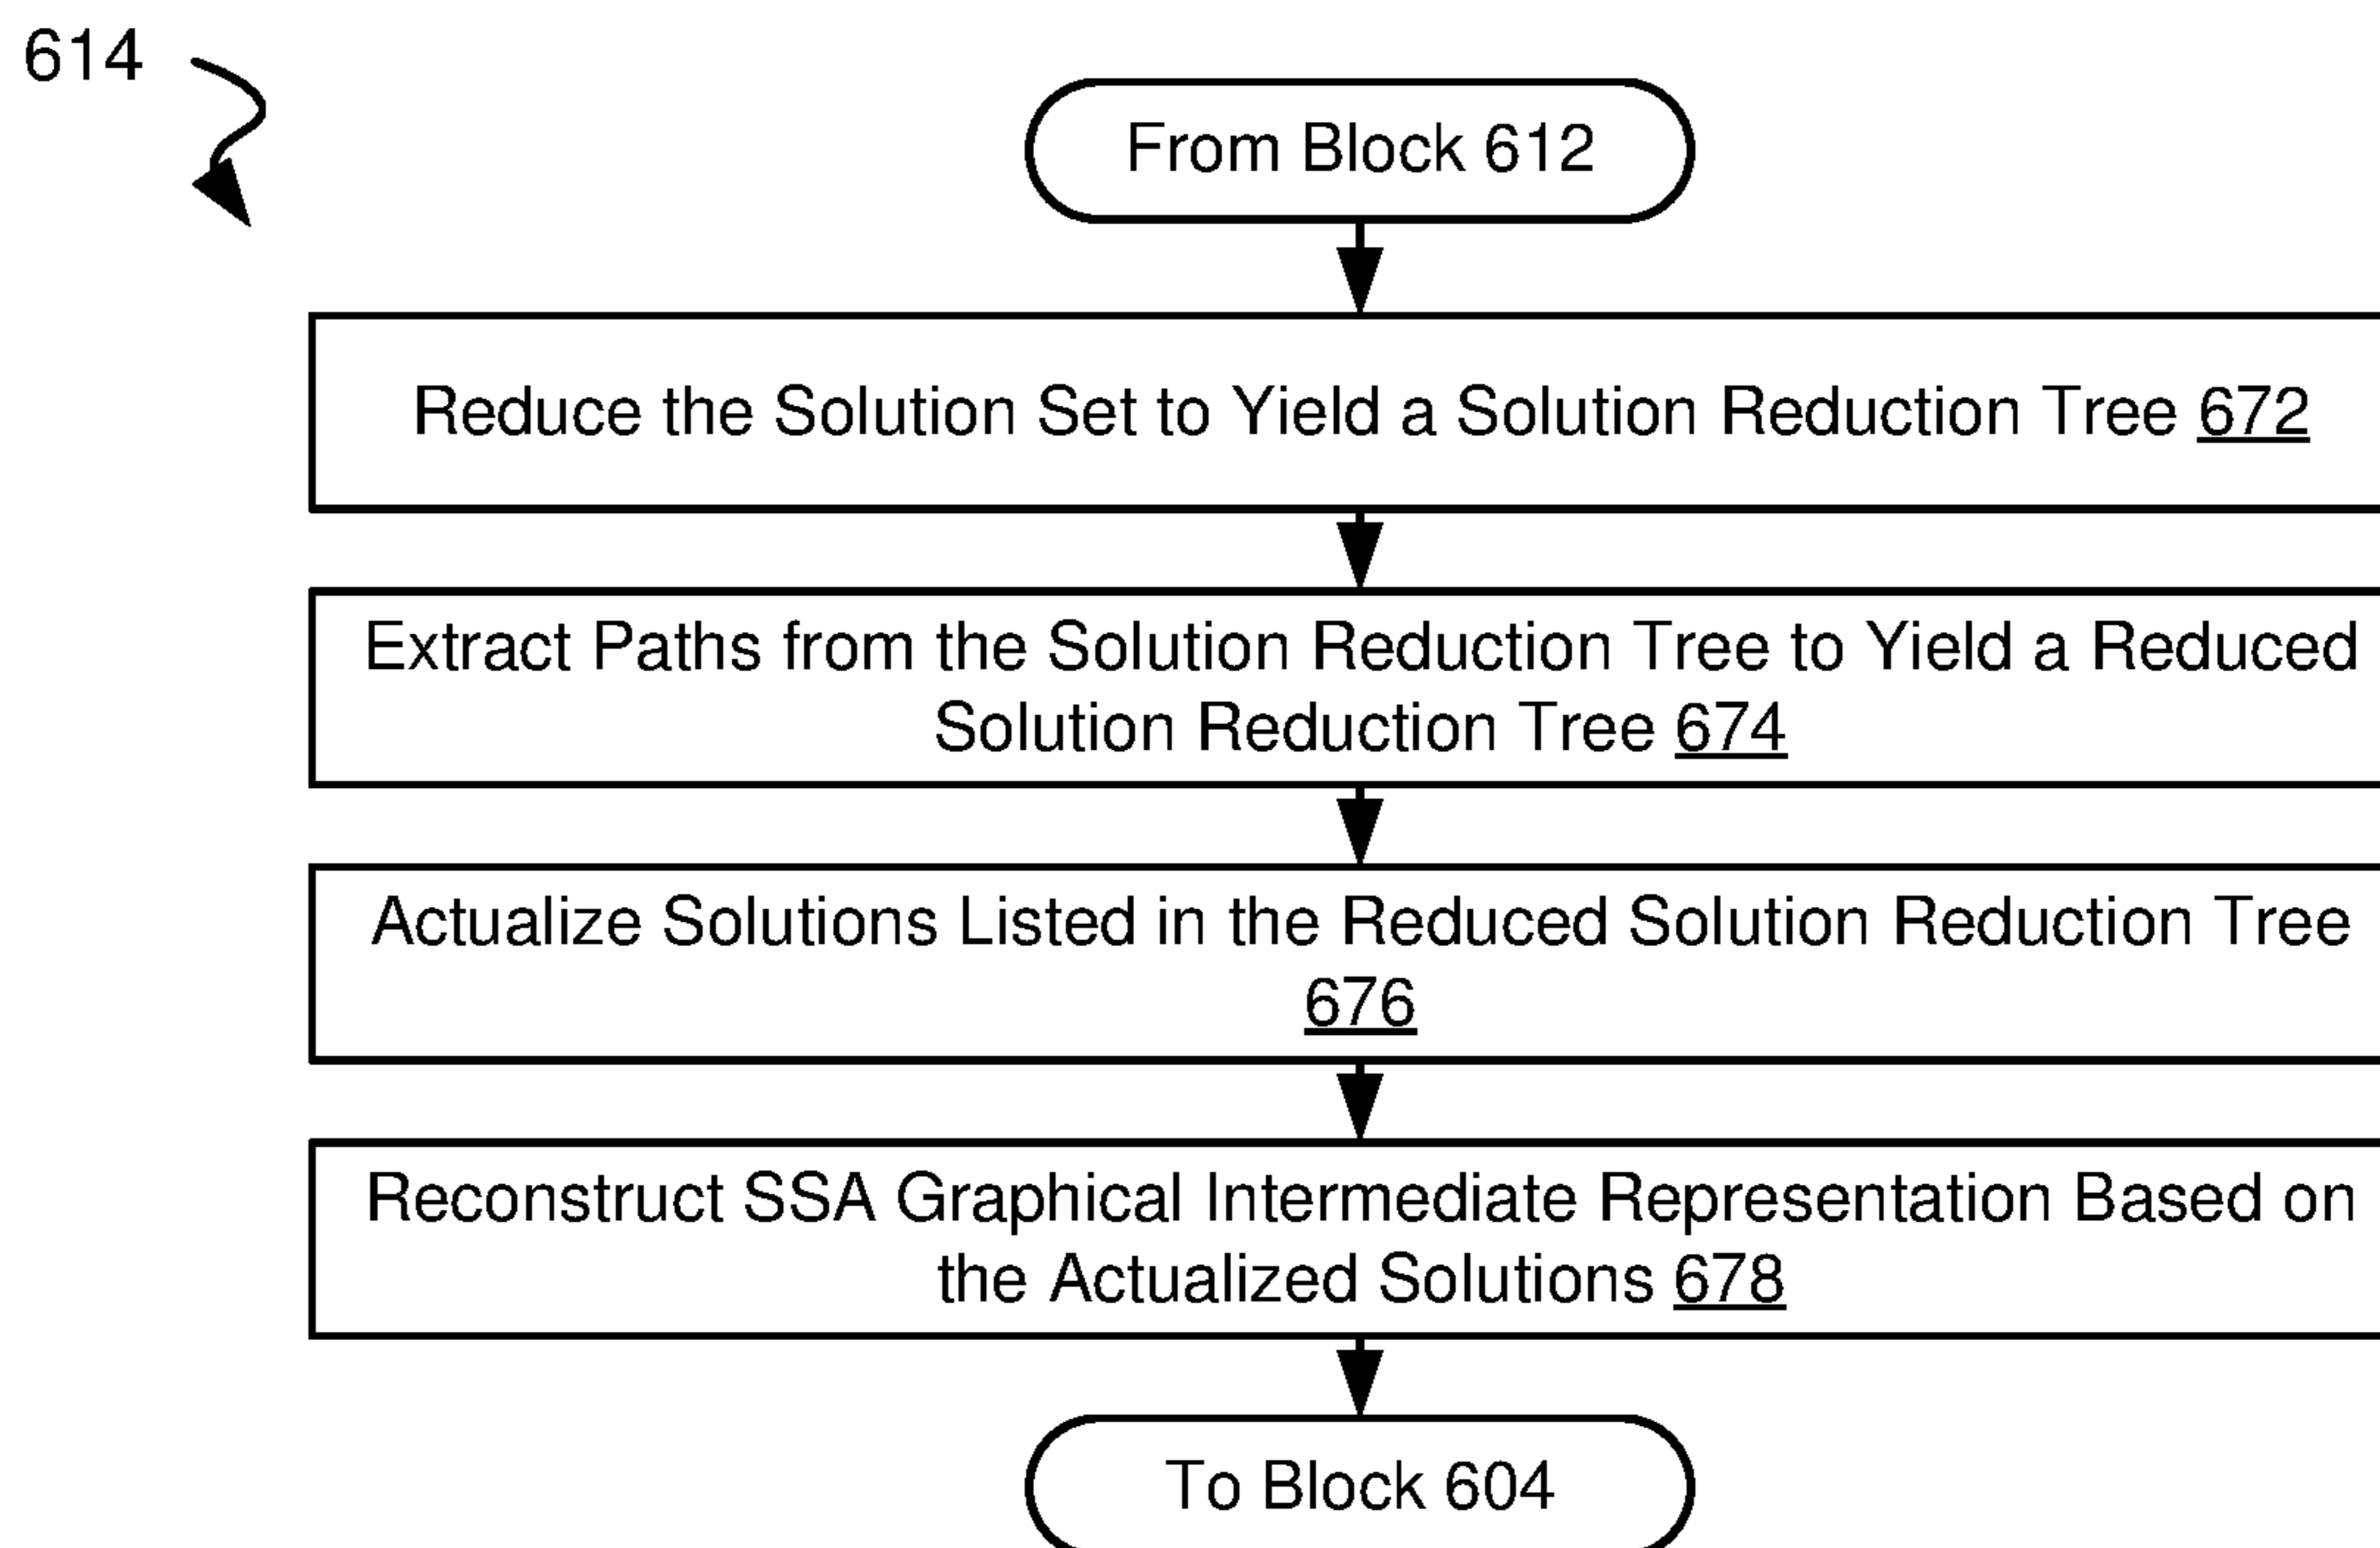 614
From Block 612
Reduce the Solution Set to Yield a Solution Reduction Tree 672
Extract Paths from the Solution Reduction Tree to Yield a Reduced
Solution Reduction Tree 674
Actualize Solutions Listed in the Reduced Solution Reduction Tree
676
Reconstruct SSA Graphical Intermediate Representation Based on
the Actualized Solutions 678
To Block 604